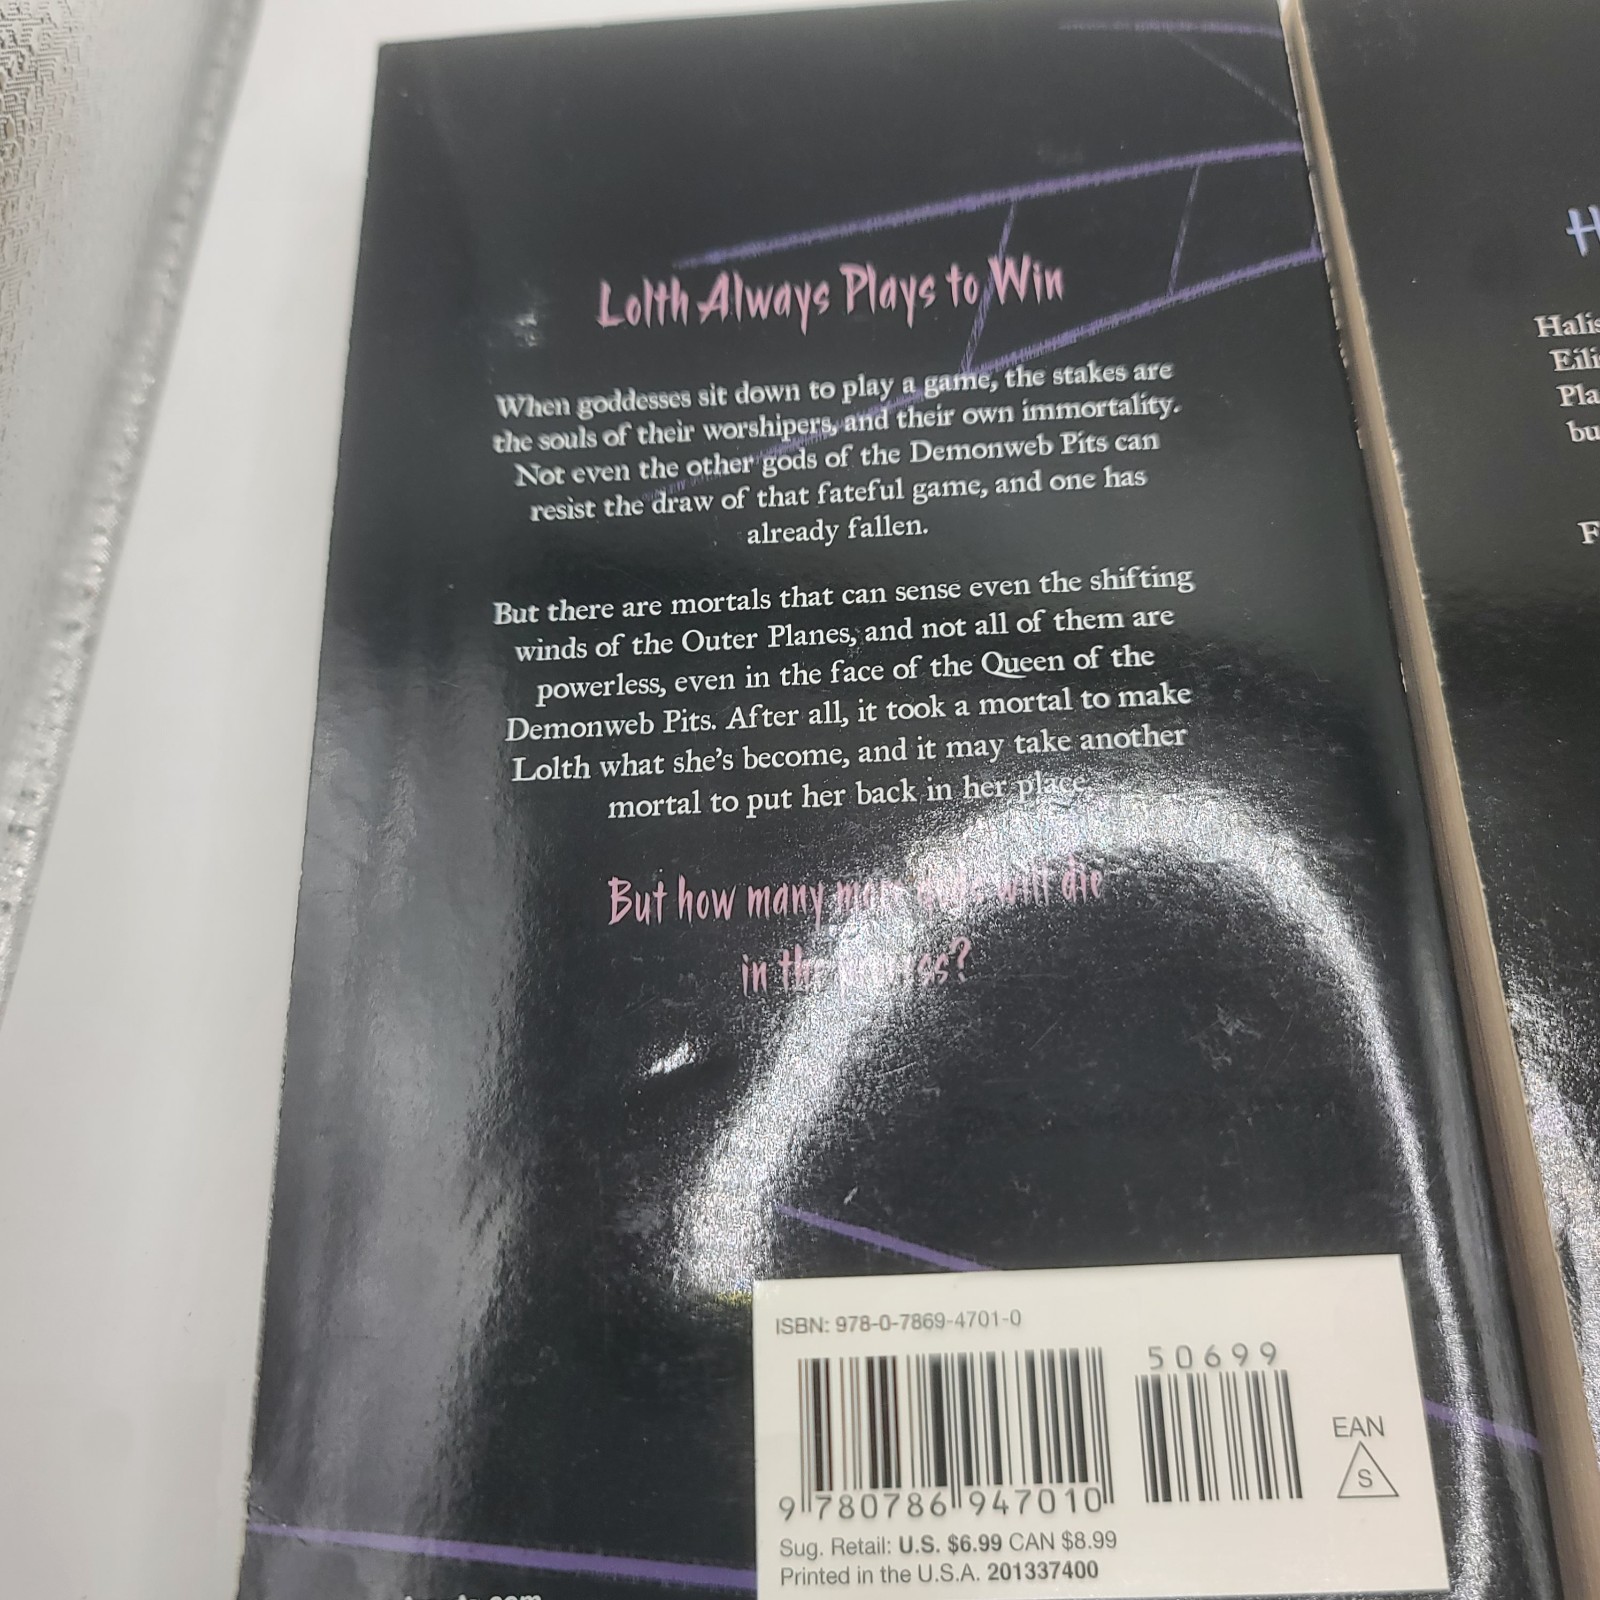 Lolth Always Plays to Win
When goddesses sit down to play a game, the stakes are
the souls of their worshipers, and their own immortality.
Not even the other gods of the Demonweb Pits can
resist the draw of that fateful game, and one has
already fallen.
But there are mortals that can sense even the shifting
winds of the Outer Planes, and not all of them are
powerless, even in the face of the Queen of the
Demonweb Pits. After all, it took a mortal to make
Lolth what she's become, and it may take another
mortal to put her back in her place.
But how many more will die
in the process?
ISBN: 978-0-7869-4701-0
50699
EAN
S
9 780786 947010
Sug. Retail: U.S. $6.99 CAN $8.99
Printed in the U.S.A. 201337400